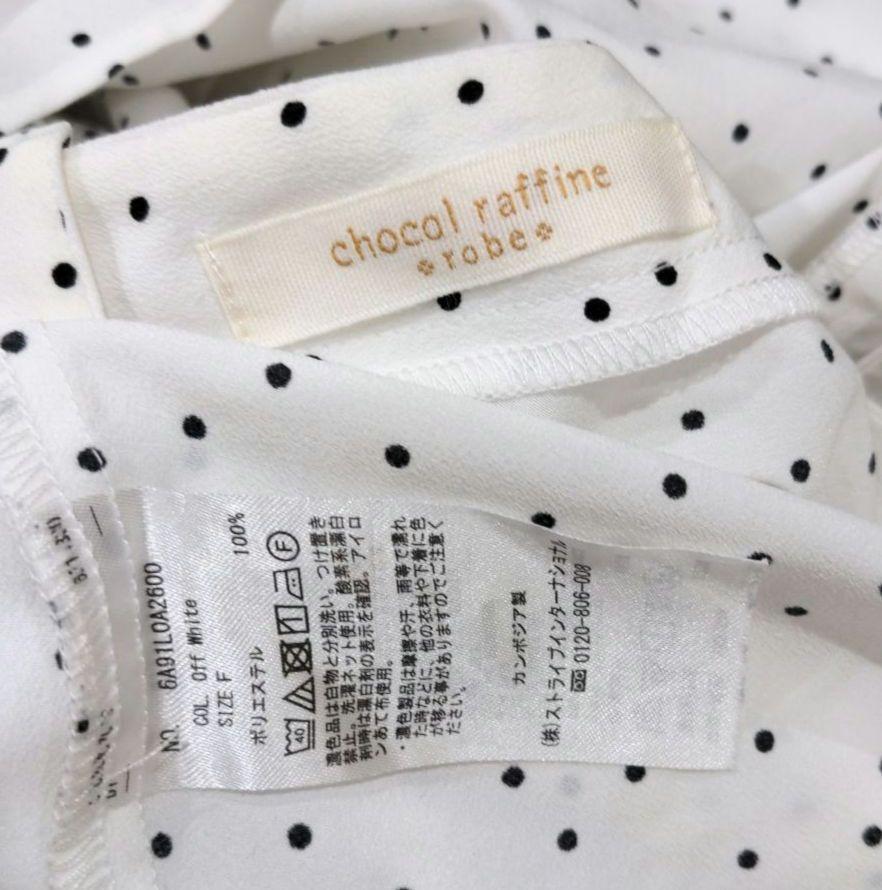 chocol raffine
robe
NO. 6A91L0A2600
COL. Off White
SIZE F
ポリエステル 100%
40
F
濃色品は白物と分別洗い。つけ置き
禁止。洗濯ネット使用。酸素系漂白
剤時は漂白剤の表示を確認。アイロ
ンあて布使用。
・濃色製品は摩擦や汗、雨等で濡れ
た時などに、他の衣料や下着に色
が移る事がありますのでご注意く
ださい。
カンボジア製
(株)ストライプインターナショナル
0120-806-008